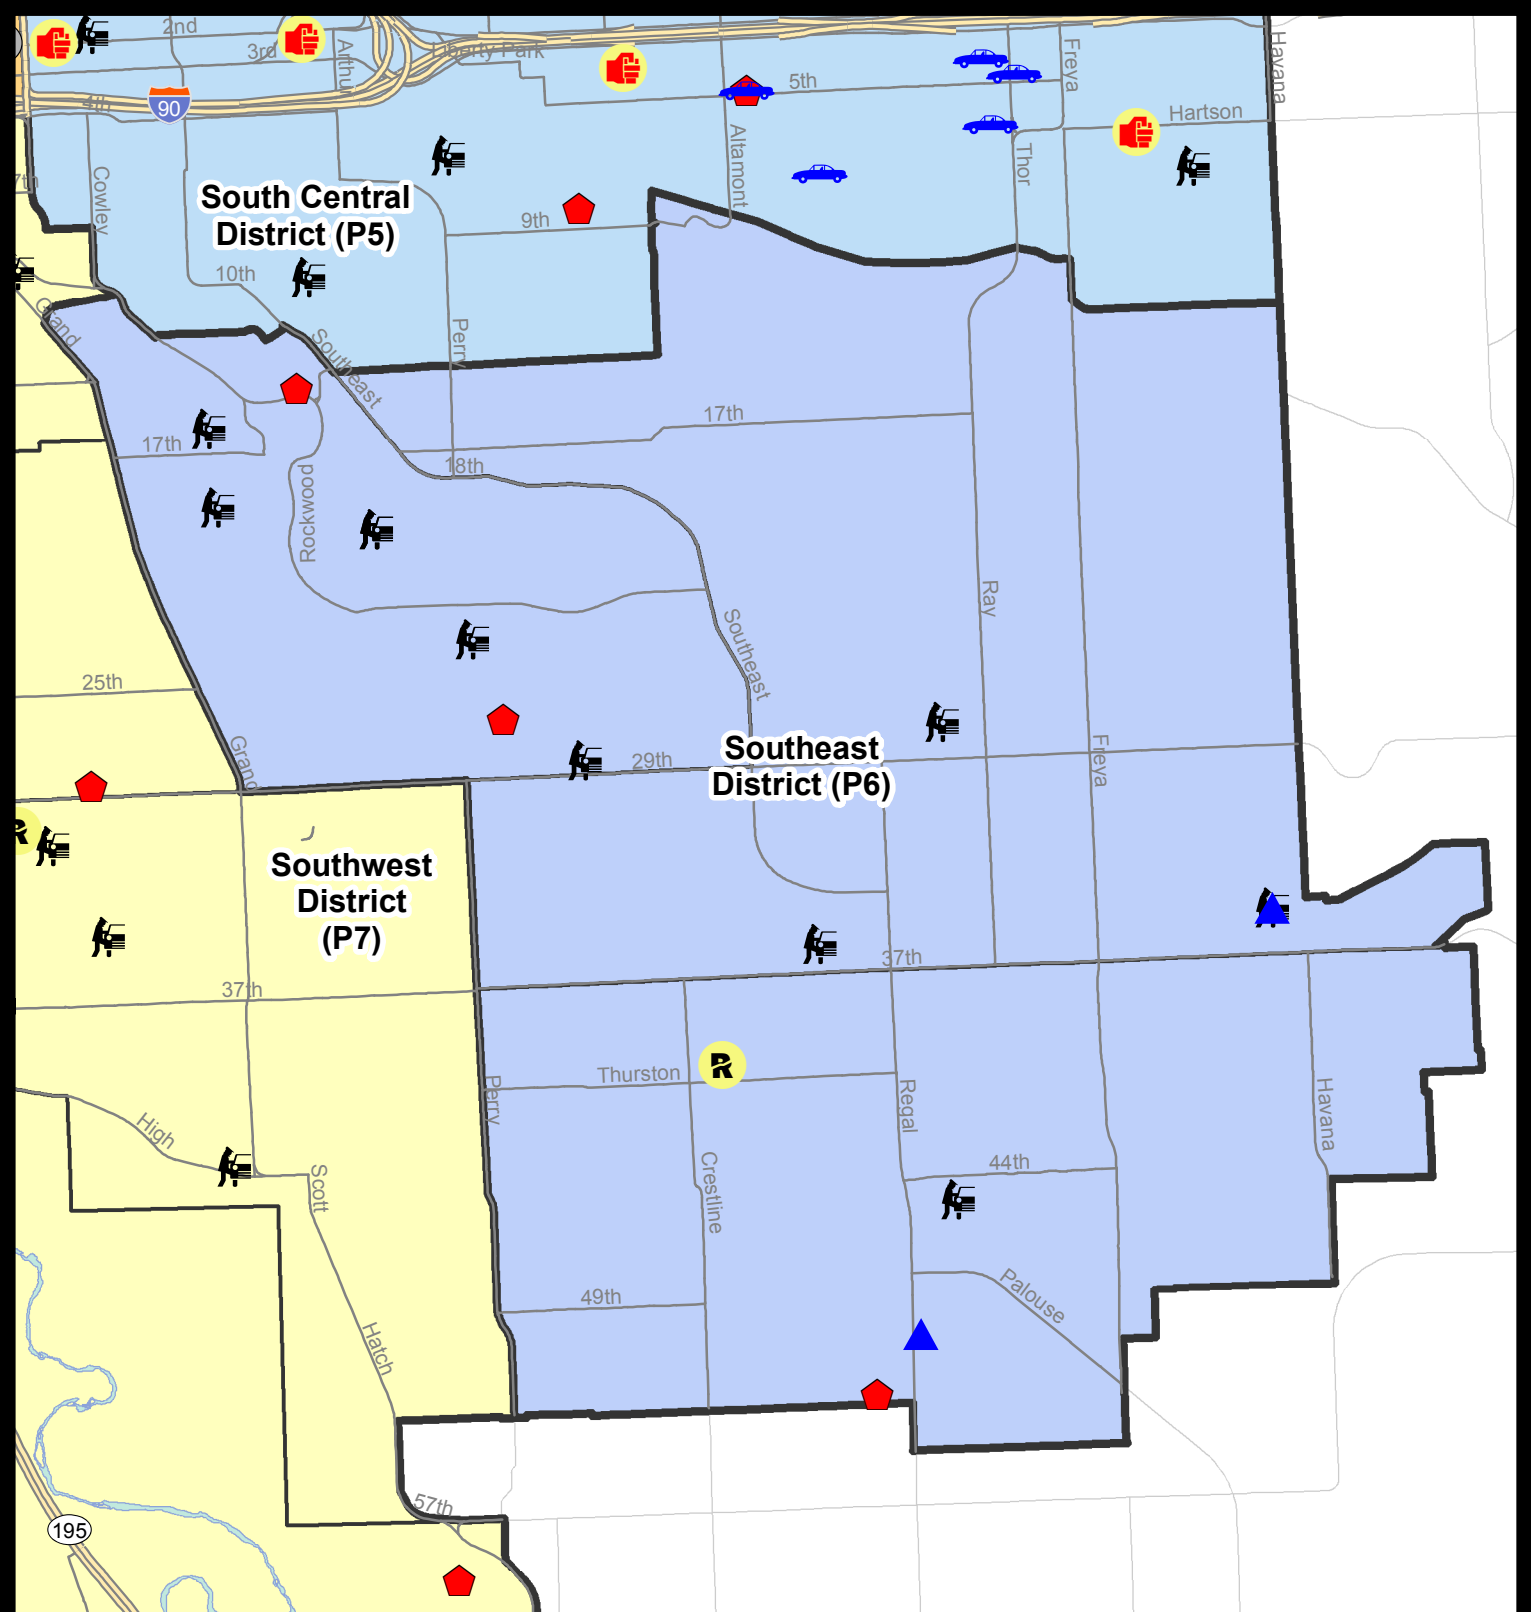 2nd
3rd
Arthur
Liberty Park
5th
Freya
Havana
4th
90
Hartson
Altamont
Thor
7th
Cowley
South Central
District (P5)
9th
10th
Grand
Southeast
Perry
17th
17th
18th
Rockwood
Ray
Southeast
25th
Grand
29th
Southeast
District (P6)
Freya
R
Southwest
District
(P7)
37th
37th
R
Thurston
Perry
Regal
Havana
High
Scott
Crestline
44th
49th
Palouse
Hatch
57th
195